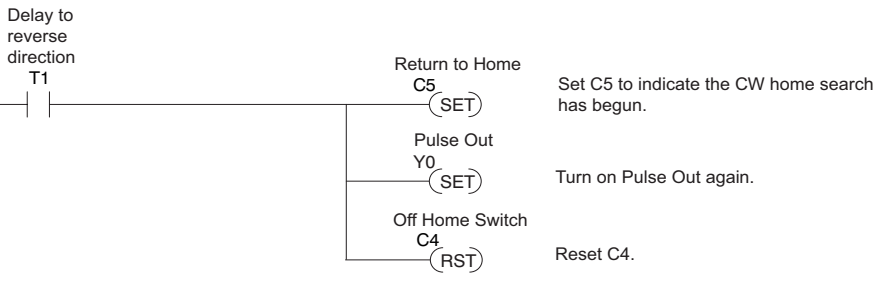 Delay to
reverse
direction
T1
Return to Home
C5
SET
Set C5 to indicate the CW home search
has begun.
Pulse Out
Y0
SET
Turn on Pulse Out again.
Off Home Switch
C4
RST
Reset C4.